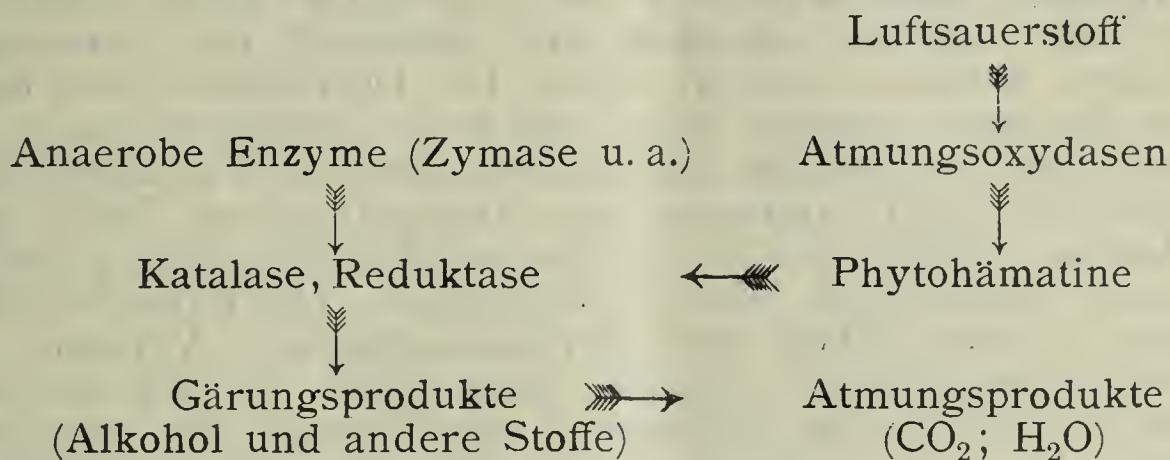 Luftsauerstoff
Anaerobe Enzyme (Zymase u. a.) Atmungsoxydasen
Katalase, Reduktase Phytohämatine
Gärungsprodukte Atmungsprodukte
(Alkohol und andere Stoffe) (CO₂; H₂O)